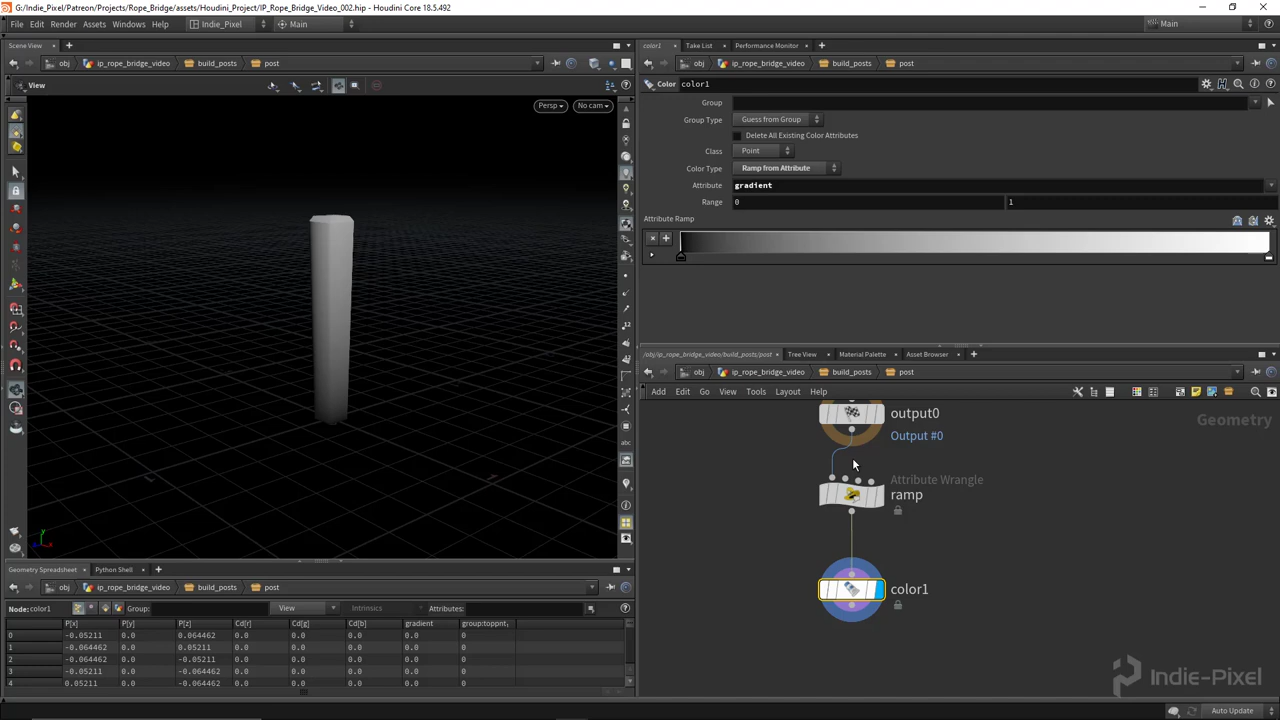 G:/Indie_Pixel/Patreon/Projects/Rope_Bridge/assets/Houdini_Project/IP_Rope_Bridge_Video_002.hip - Houdini Core 18.5.492
File Edit Render Assets Windows Help Indie_Pixel Main Main
Scene View
obj ip_rope_bridge_video build_posts post
View
Persp No cam
color1 Take List Performance Monitor
obj ip_rope_bridge_video build_posts post
Color color1
Group
Group Type Guess from Group
Delete All Existing Color Attributes
Class Point
Color Type Ramp from Attribute
Attribute gradient
Range 0 1
Attribute Ramp
/obj/ip_rope_bridge_video/build_posts/post Tree View Material Palette Asset Browser
obj ip_rope_bridge_video build_posts post
Add Edit Go View Tools Layout Help
Geometry
output0
Output #0
Attribute Wrangle
ramp
color1
Geometry Spreadsheet Python Shell
obj ip_rope_bridge_video build_posts post
Node: color1 Group: View Intrinsics Attributes:
P[x] P[y] P[z] Cd[r] Cd[g] Cd[b] gradient group:toppnt
0 -0.05211 0.0 0.064462 0.0 0.0 0.0 0.0 0
1 -0.064462 0.0 0.05211 0.0 0.0 0.0 0.0 0
2 -0.064462 0.0 -0.05211 0.0 0.0 0.0 0.0 0
3 -0.05211 0.0 -0.064462 0.0 0.0 0.0 0.0 0
4 0.05211 0.0 -0.064462 0.0 0.0 0.0 0.0 0
Indie-Pixel
Auto Update